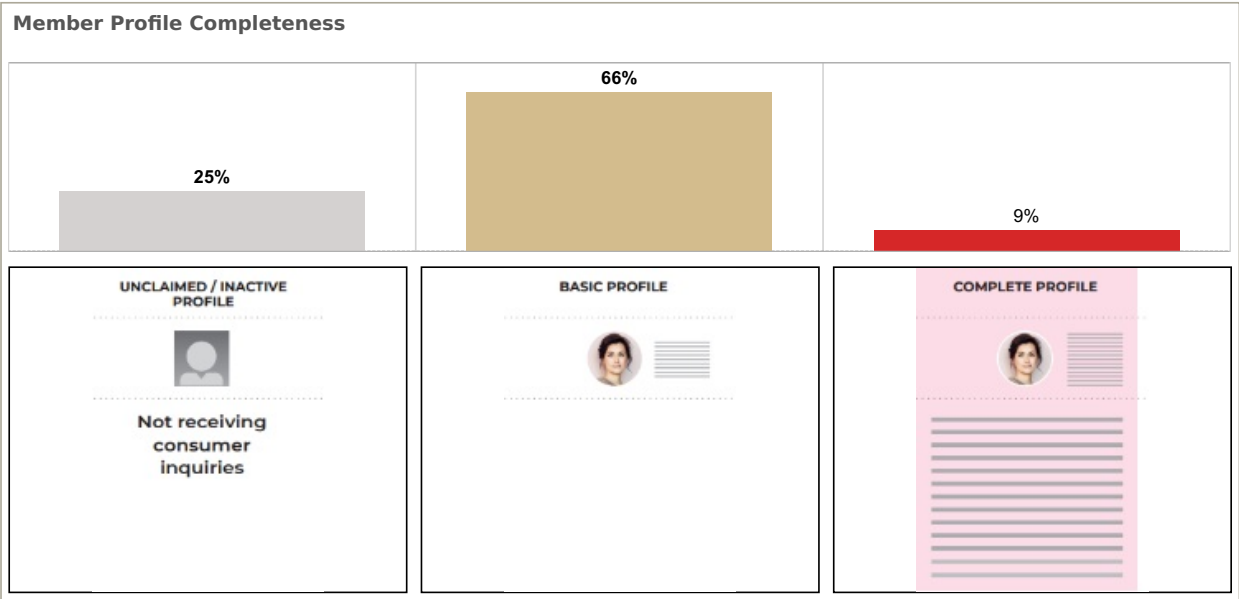 Member Profile Completeness
66%
25%
9%
UNCLAIMED / INACTIVE
PROFILE
Not receiving
consumer
inquiries
BASIC PROFILE
COMPLETE PROFILE